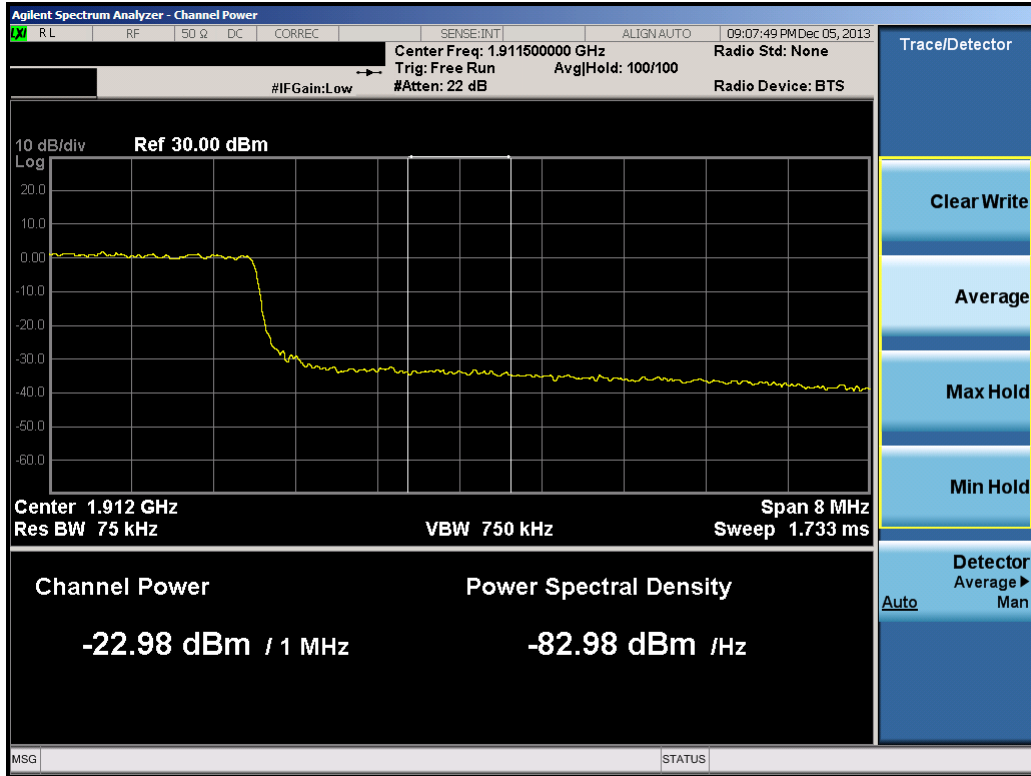 Agilent Spectrum Analyzer - Channel Power
LXI RL RF 50 Ω DC CORREC SENSE:INT ALIGN AUTO 09:07:49 PM Dec 05, 2013
Center Freq: 1.911500000 GHz Radio Std: None
Trig: Free Run Avg|Hold: 100/100
#IFGain:Low #Atten: 22 dB Radio Device: BTS
10 dB/div Ref 30.00 dBm
Log
20.0
10.0
0.00
-10.0
-20.0
-30.0
-40.0
-50.0
-60.0
Center 1.912 GHz Span 8 MHz
Res BW 75 kHz VBW 750 kHz Sweep 1.733 ms
Channel Power Power Spectral Density
-22.98 dBm / 1 MHz -82.98 dBm /Hz
MSG STATUS
Trace/Detector
Clear Write
Average
Max Hold
Min Hold
Detector
Average▶
Auto Man